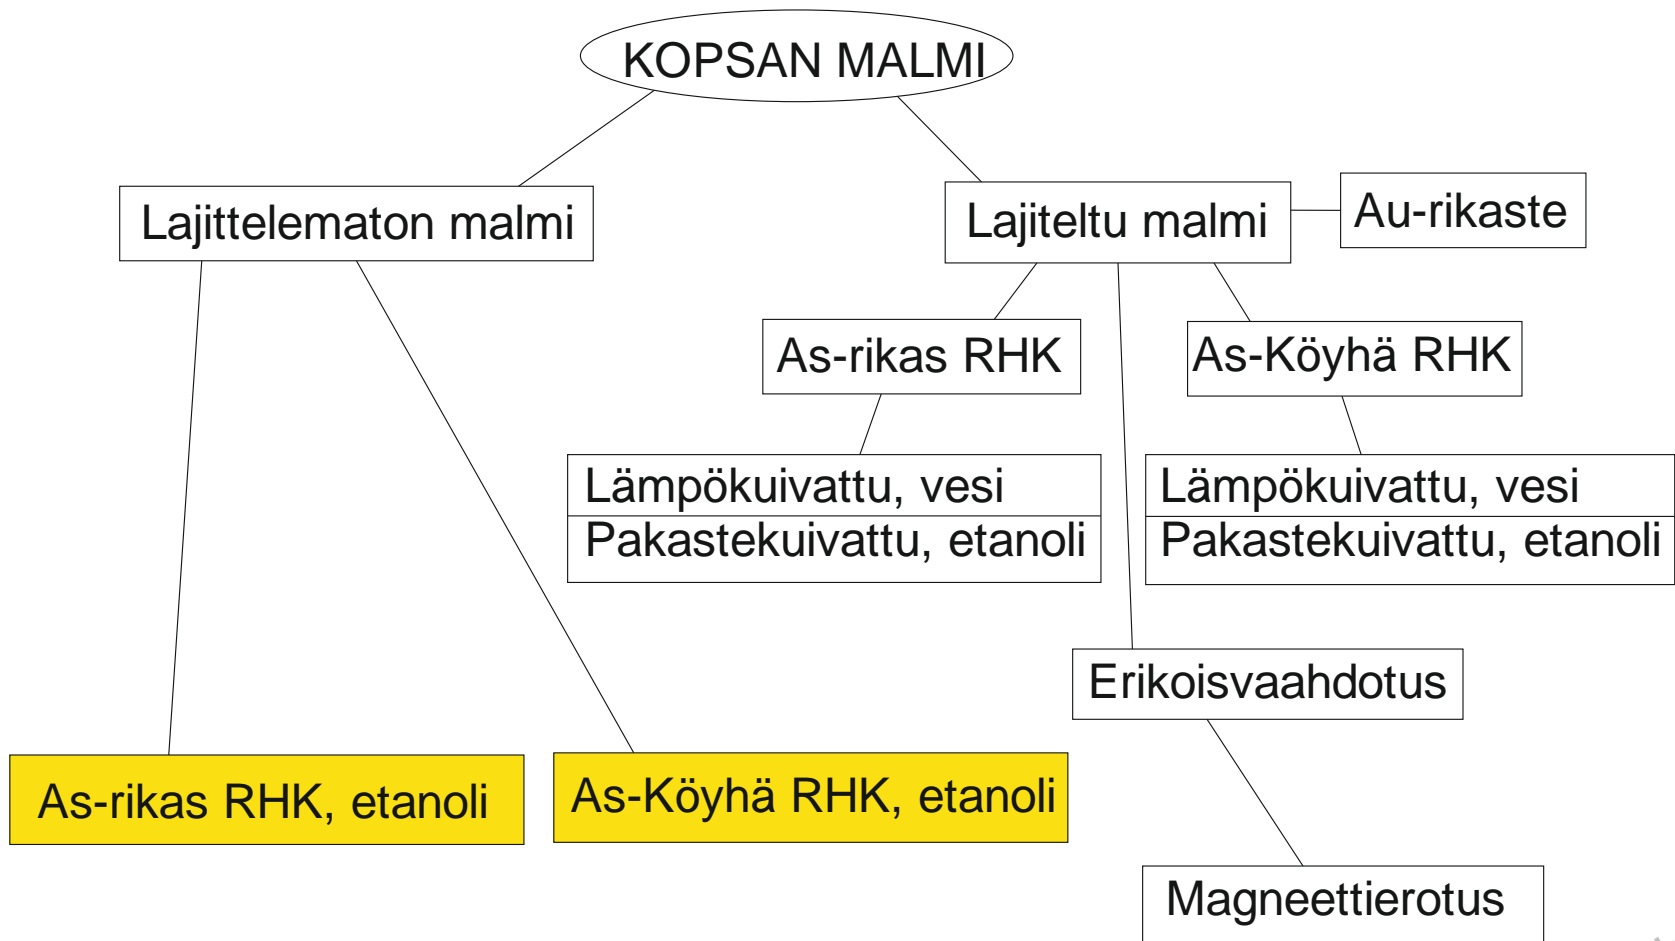 KOPSAN MALMI
Lajittelematon malmi
Lajiteltu malmi
Au-rikaste
As-rikas RHK
As-Köyhä RHK
Lämpökuivattu, vesi
Pakastekuivattu, etanoli
Lämpökuivattu, vesi
Pakastekuivattu, etanoli
Erikoisvaahdotus
As-rikas RHK, etanoli
As-Köyhä RHK, etanoli
Magneettierotus